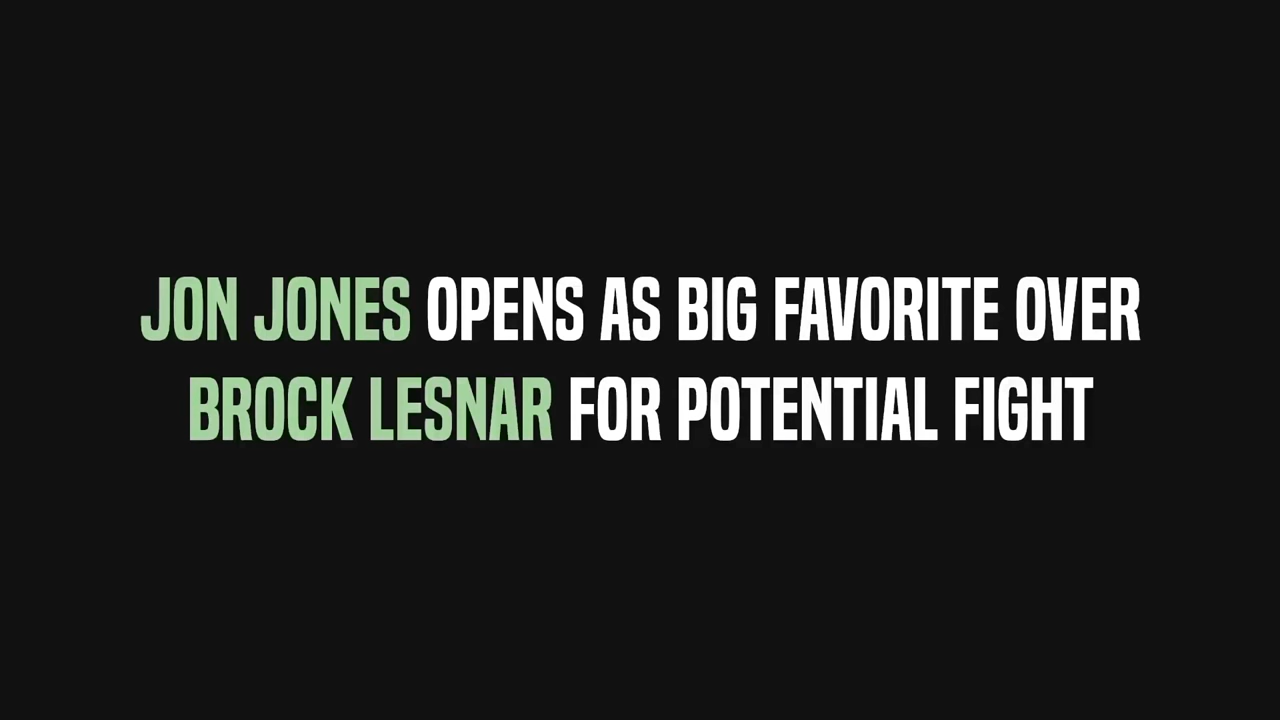 JON JONES OPENS AS BIG FAVORITE OVER
BROCK LESNAR FOR POTENTIAL FIGHT